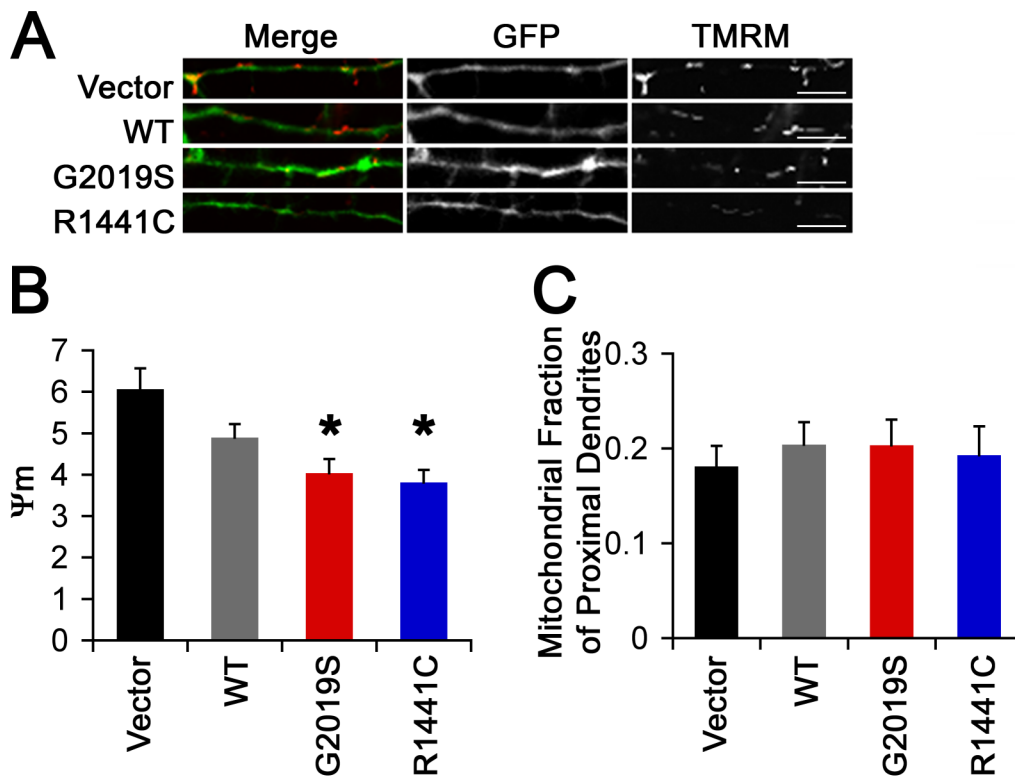 A
Merge GFP TMRM
Vector
WT
G2019S
R1441C
B
Ψm
7
6
5
4
3
2
1
0
* *
Vector WT G2019S R1441C
C
Mitochondrial Fraction
of Proximal Dendrites
0.3
0.2
0.1
0
Vector WT G2019S R1441C